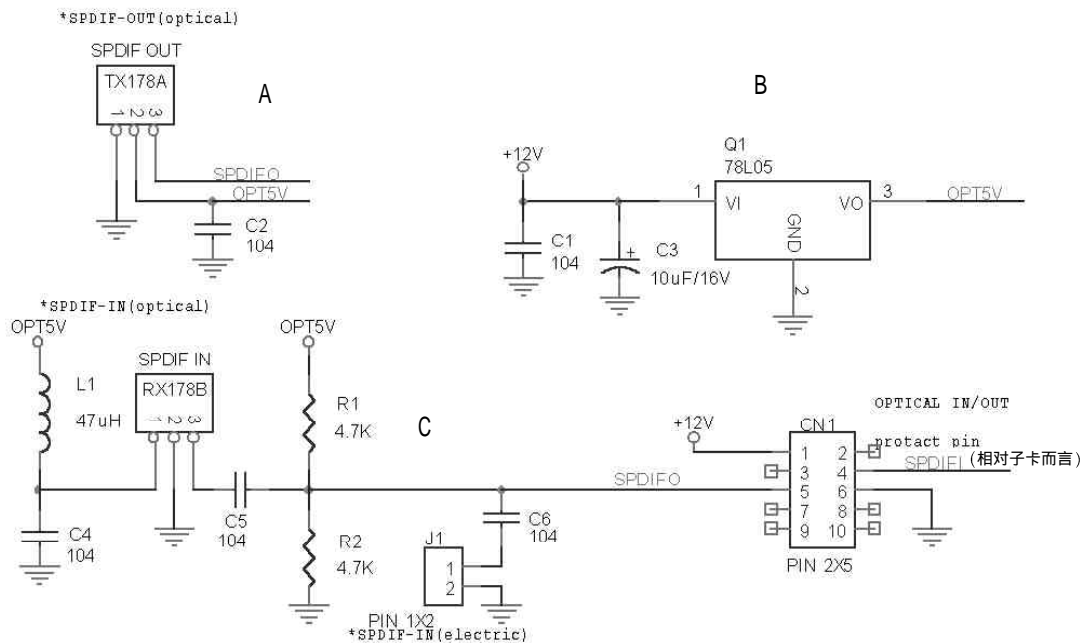 *SPDIF-OUT(optical)
SPDIF OUT
TX178A
1 2 3
A
SPDIFO
OPT5V
C2
104
B
+12V
Q1
78L05
1 VI VO 3
GND
2
OPT5V
C1
104
+
C3
10uF/16V
*SPDIF-IN(optical)
OPT5V
L1
47uH
SPDIF IN
RX178B
1 2 3
C4
104
C5
104
OPT5V
R1
4.7K
R2
4.7K
C
SPDIFO
C6
104
J1
1
2
PIN 1X2
*SPDIF-IN(electric)
+12V
OPTICAL IN/OUT
protact pin
CN1
1 2
3 4
5 6
7 8
9 10
SPDIFI (相对子卡而言)
PIN 2X5